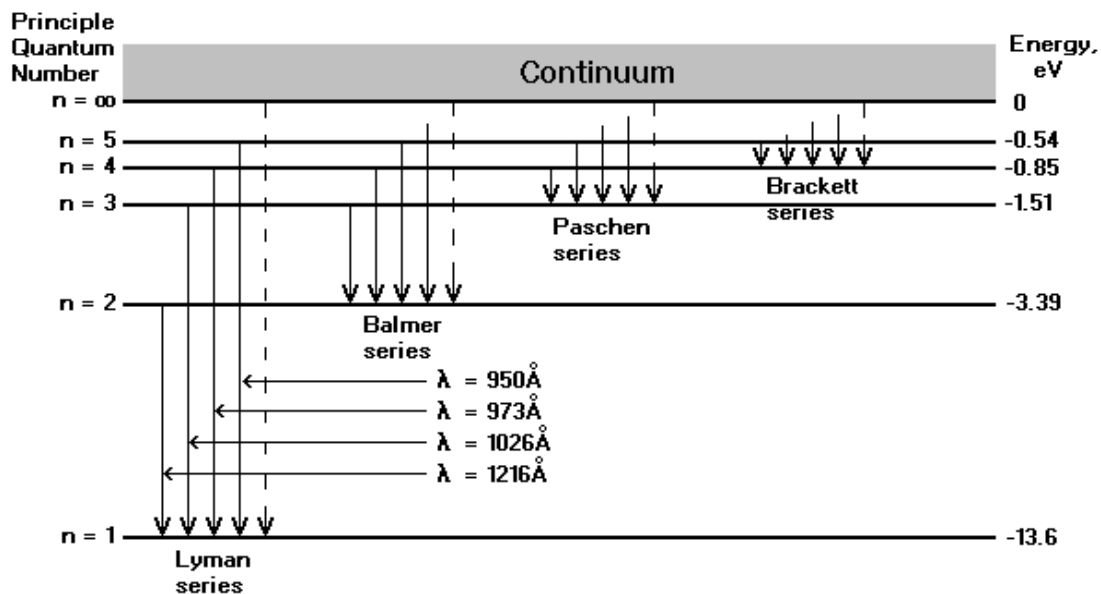 Principle
Quantum
Number
Energy,
eV
Continuum
n = ∞
0
n = 5
-0.54
n = 4
-0.85
Brackett
series
n = 3
-1.51
Paschen
series
n = 2
-3.39
Balmer
series
λ = 950Å
λ = 973Å
λ = 1026Å
λ = 1216Å
n = 1
-13.6
Lyman
series